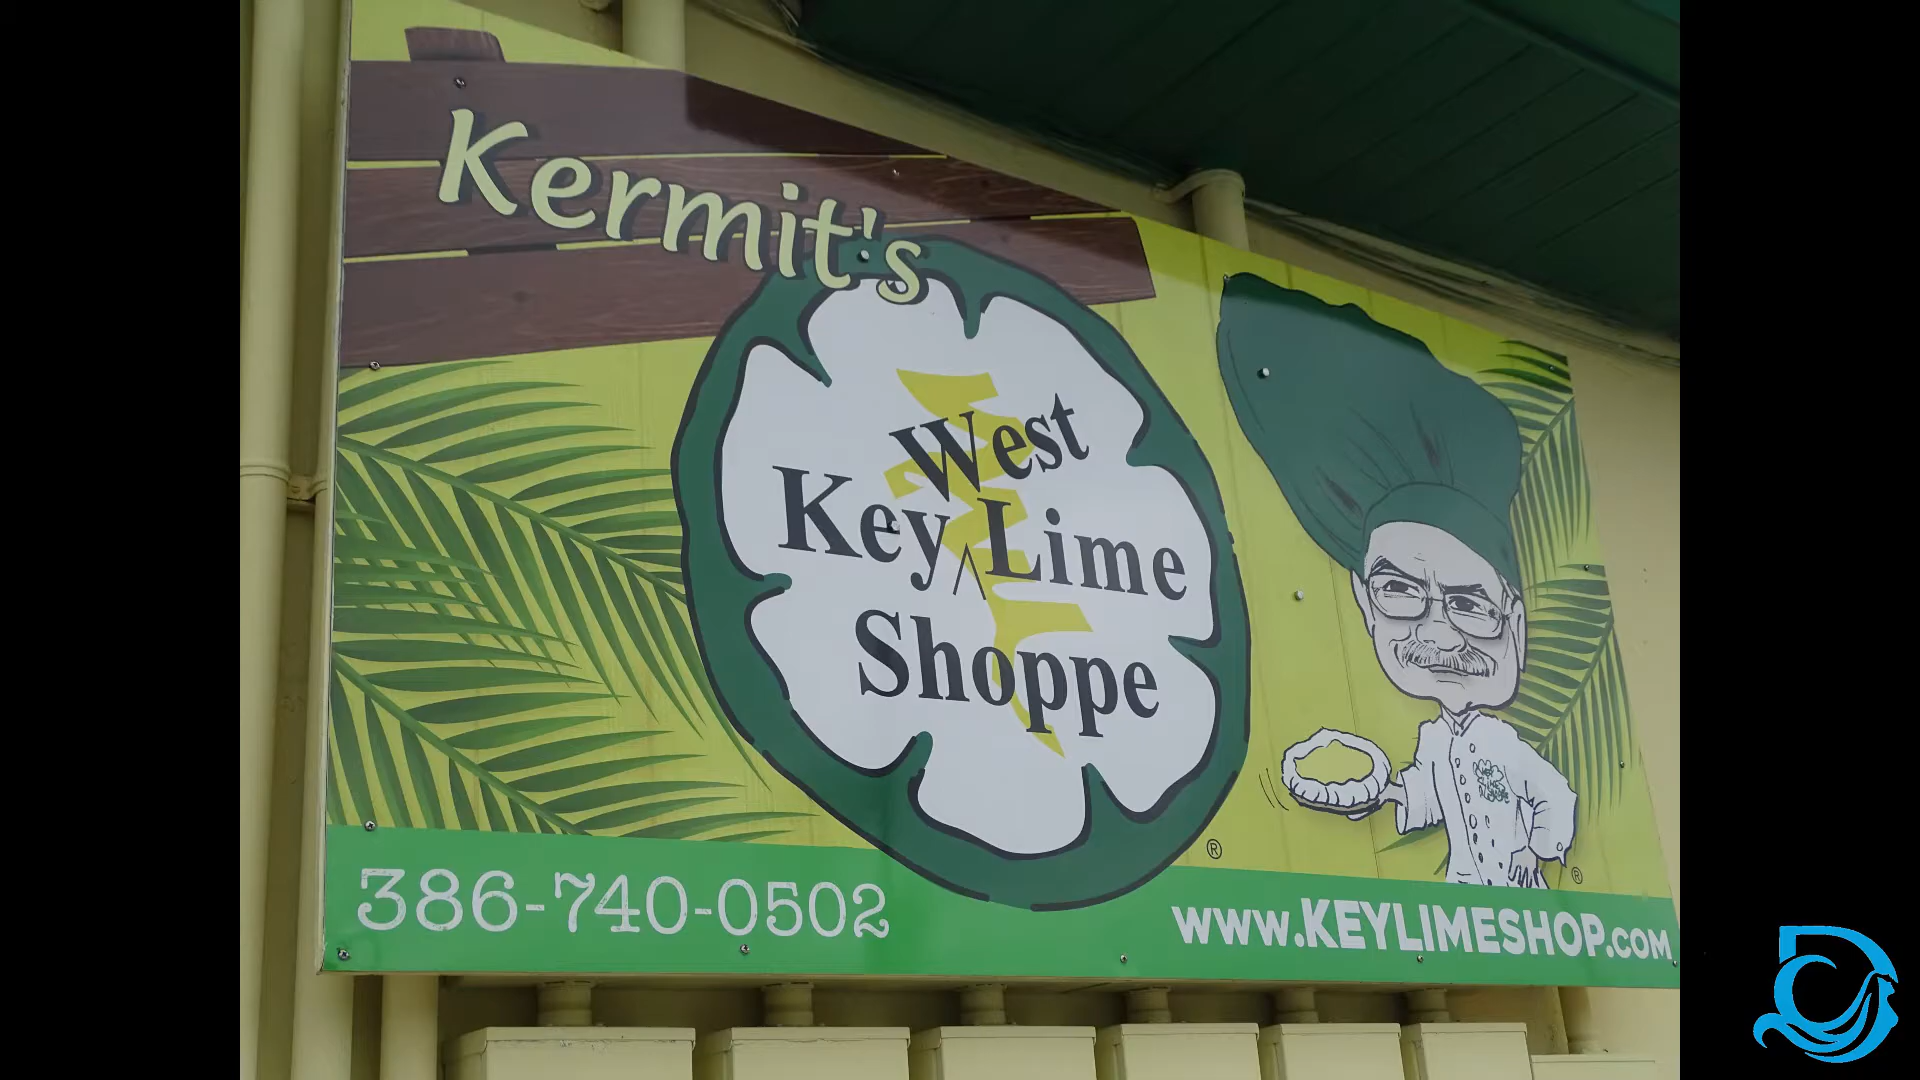 Kermit's
West
Key ^ Lime
Shoppe
®
®
386-740-0502
WWW.KEYLIMESHOP.COM